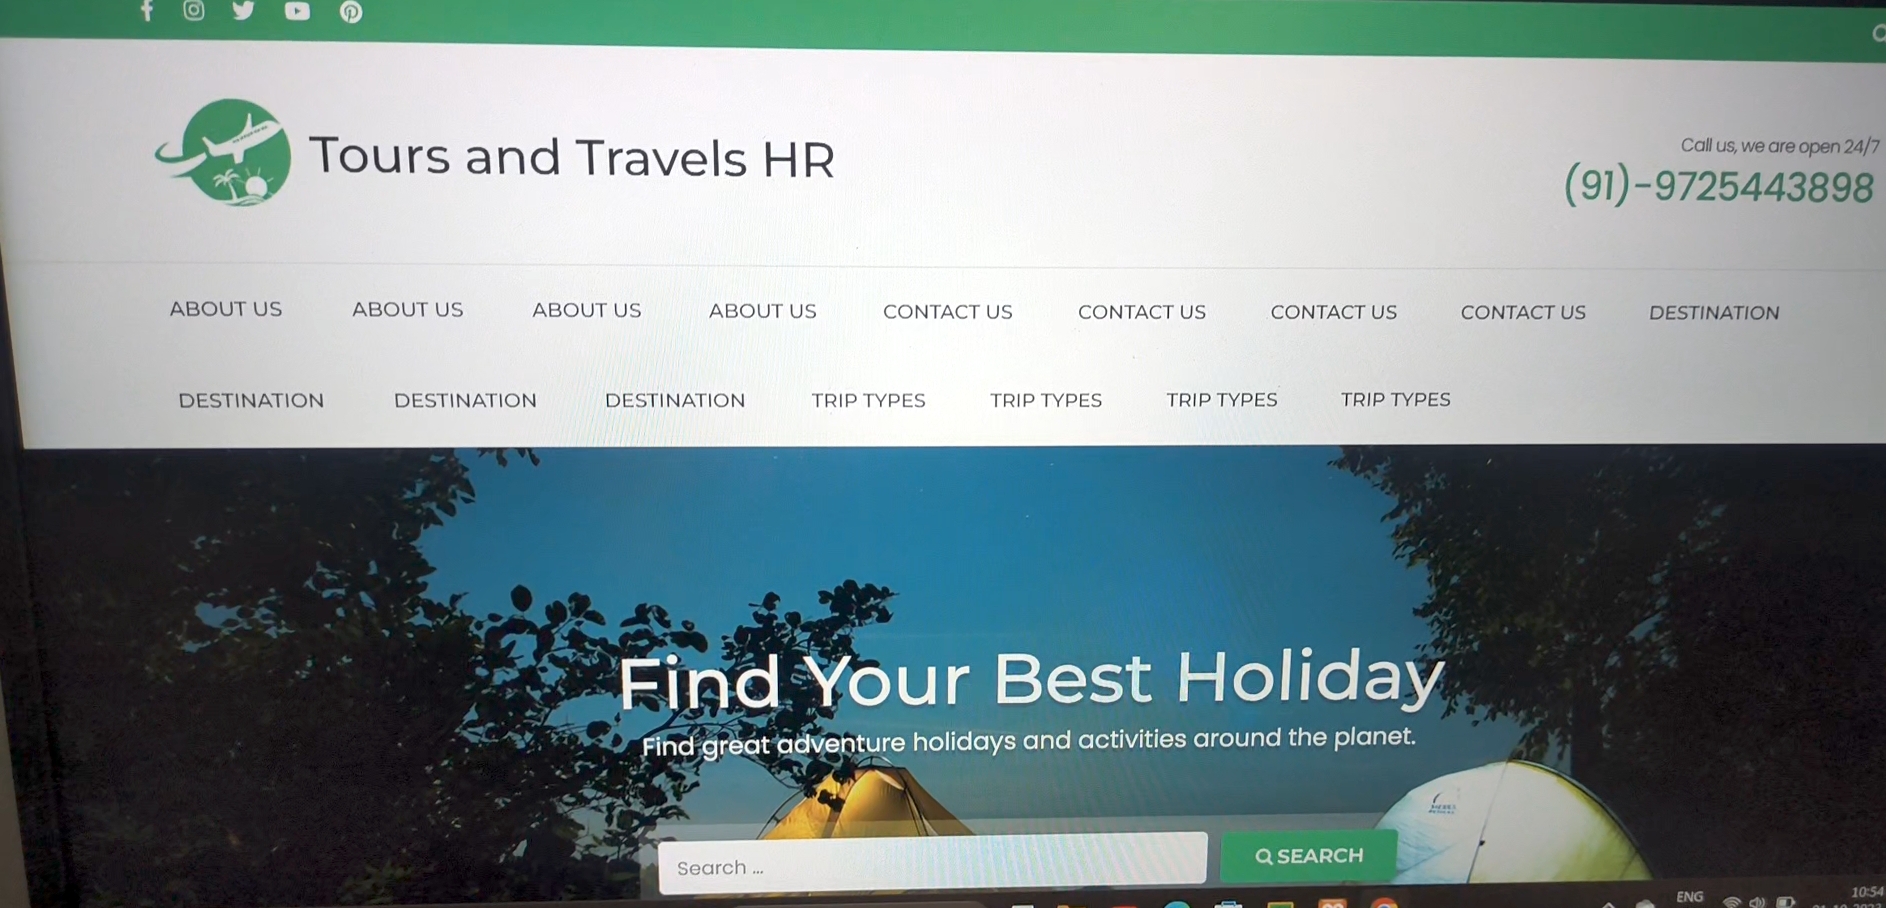 Tours and Travels HR
Call us, we are open 24/7
(91)-9725443898
ABOUT US ABOUT US ABOUT US ABOUT US CONTACT US CONTACT US CONTACT US CONTACT US DESTINATION
DESTINATION DESTINATION DESTINATION TRIP TYPES TRIP TYPES TRIP TYPES TRIP TYPES
Find Your Best Holiday
Find great adventure holidays and activities around the planet.
Search ...
SEARCH
ENG
10:54